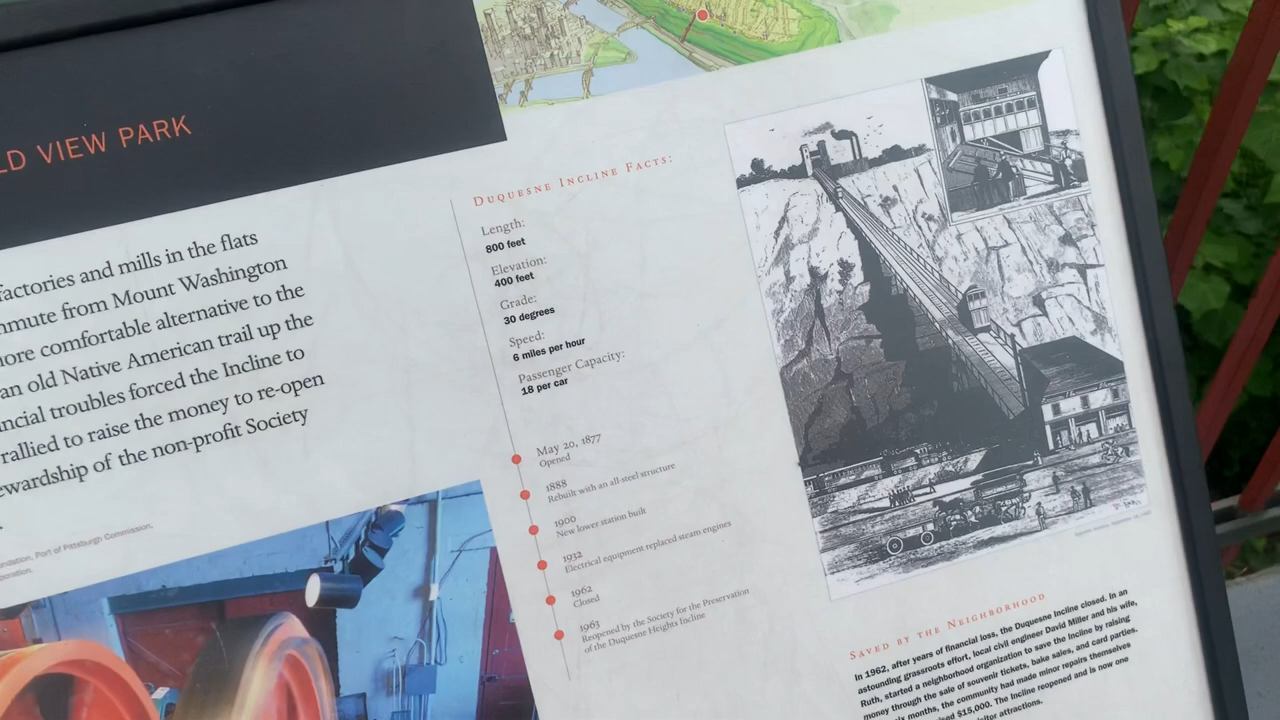 VIEW PARK
factories and mills in the flats
from Mount Washington
comfortable alternative to the
an old Native American trail up the
troubles forced the Incline to
rallied to raise the money to re-open
of the non-profit Society
Port of Pittsburgh Commission,
DUQUESNE INCLINE FACTS:
Length:
800 feet
Elevation:
400 feet
Grade:
30 degrees
Speed:
6 miles per hour
Passenger Capacity:
18 per car
May 20, 1877
Opened
1888
Rebuilt with an all-steel structure
1900
New lower station built
1932
Electrical equipment replaced steam engines
1962
Closed
1963
Reopened by the Society for the Preservation
of the Duquesne Heights Incline
SAVED BY THE NEIGHBORHOOD
In 1962, after years of financial loss, the Duquesne Incline closed. In an
astounding grassroots effort, local civil engineer David Miller and his wife,
Ruth, started a neighborhood organization to save the Incline by raising
money through the sale of souvenir tickets, bake sales, and card parties.
six months, the community had made minor repairs themselves
$15,000. The Incline reopened and is now one
attractions.